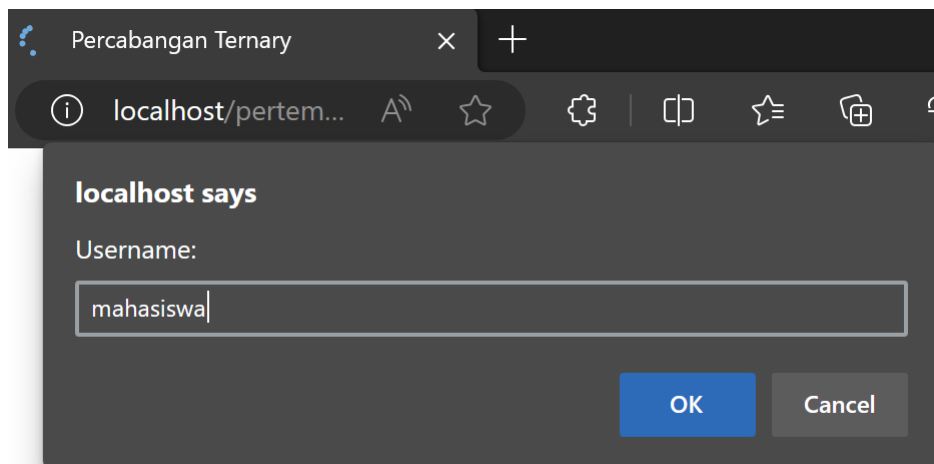 Percabangan Ternary
localhost/pertem...
localhost says
Username:
mahasiswa
OK Cancel